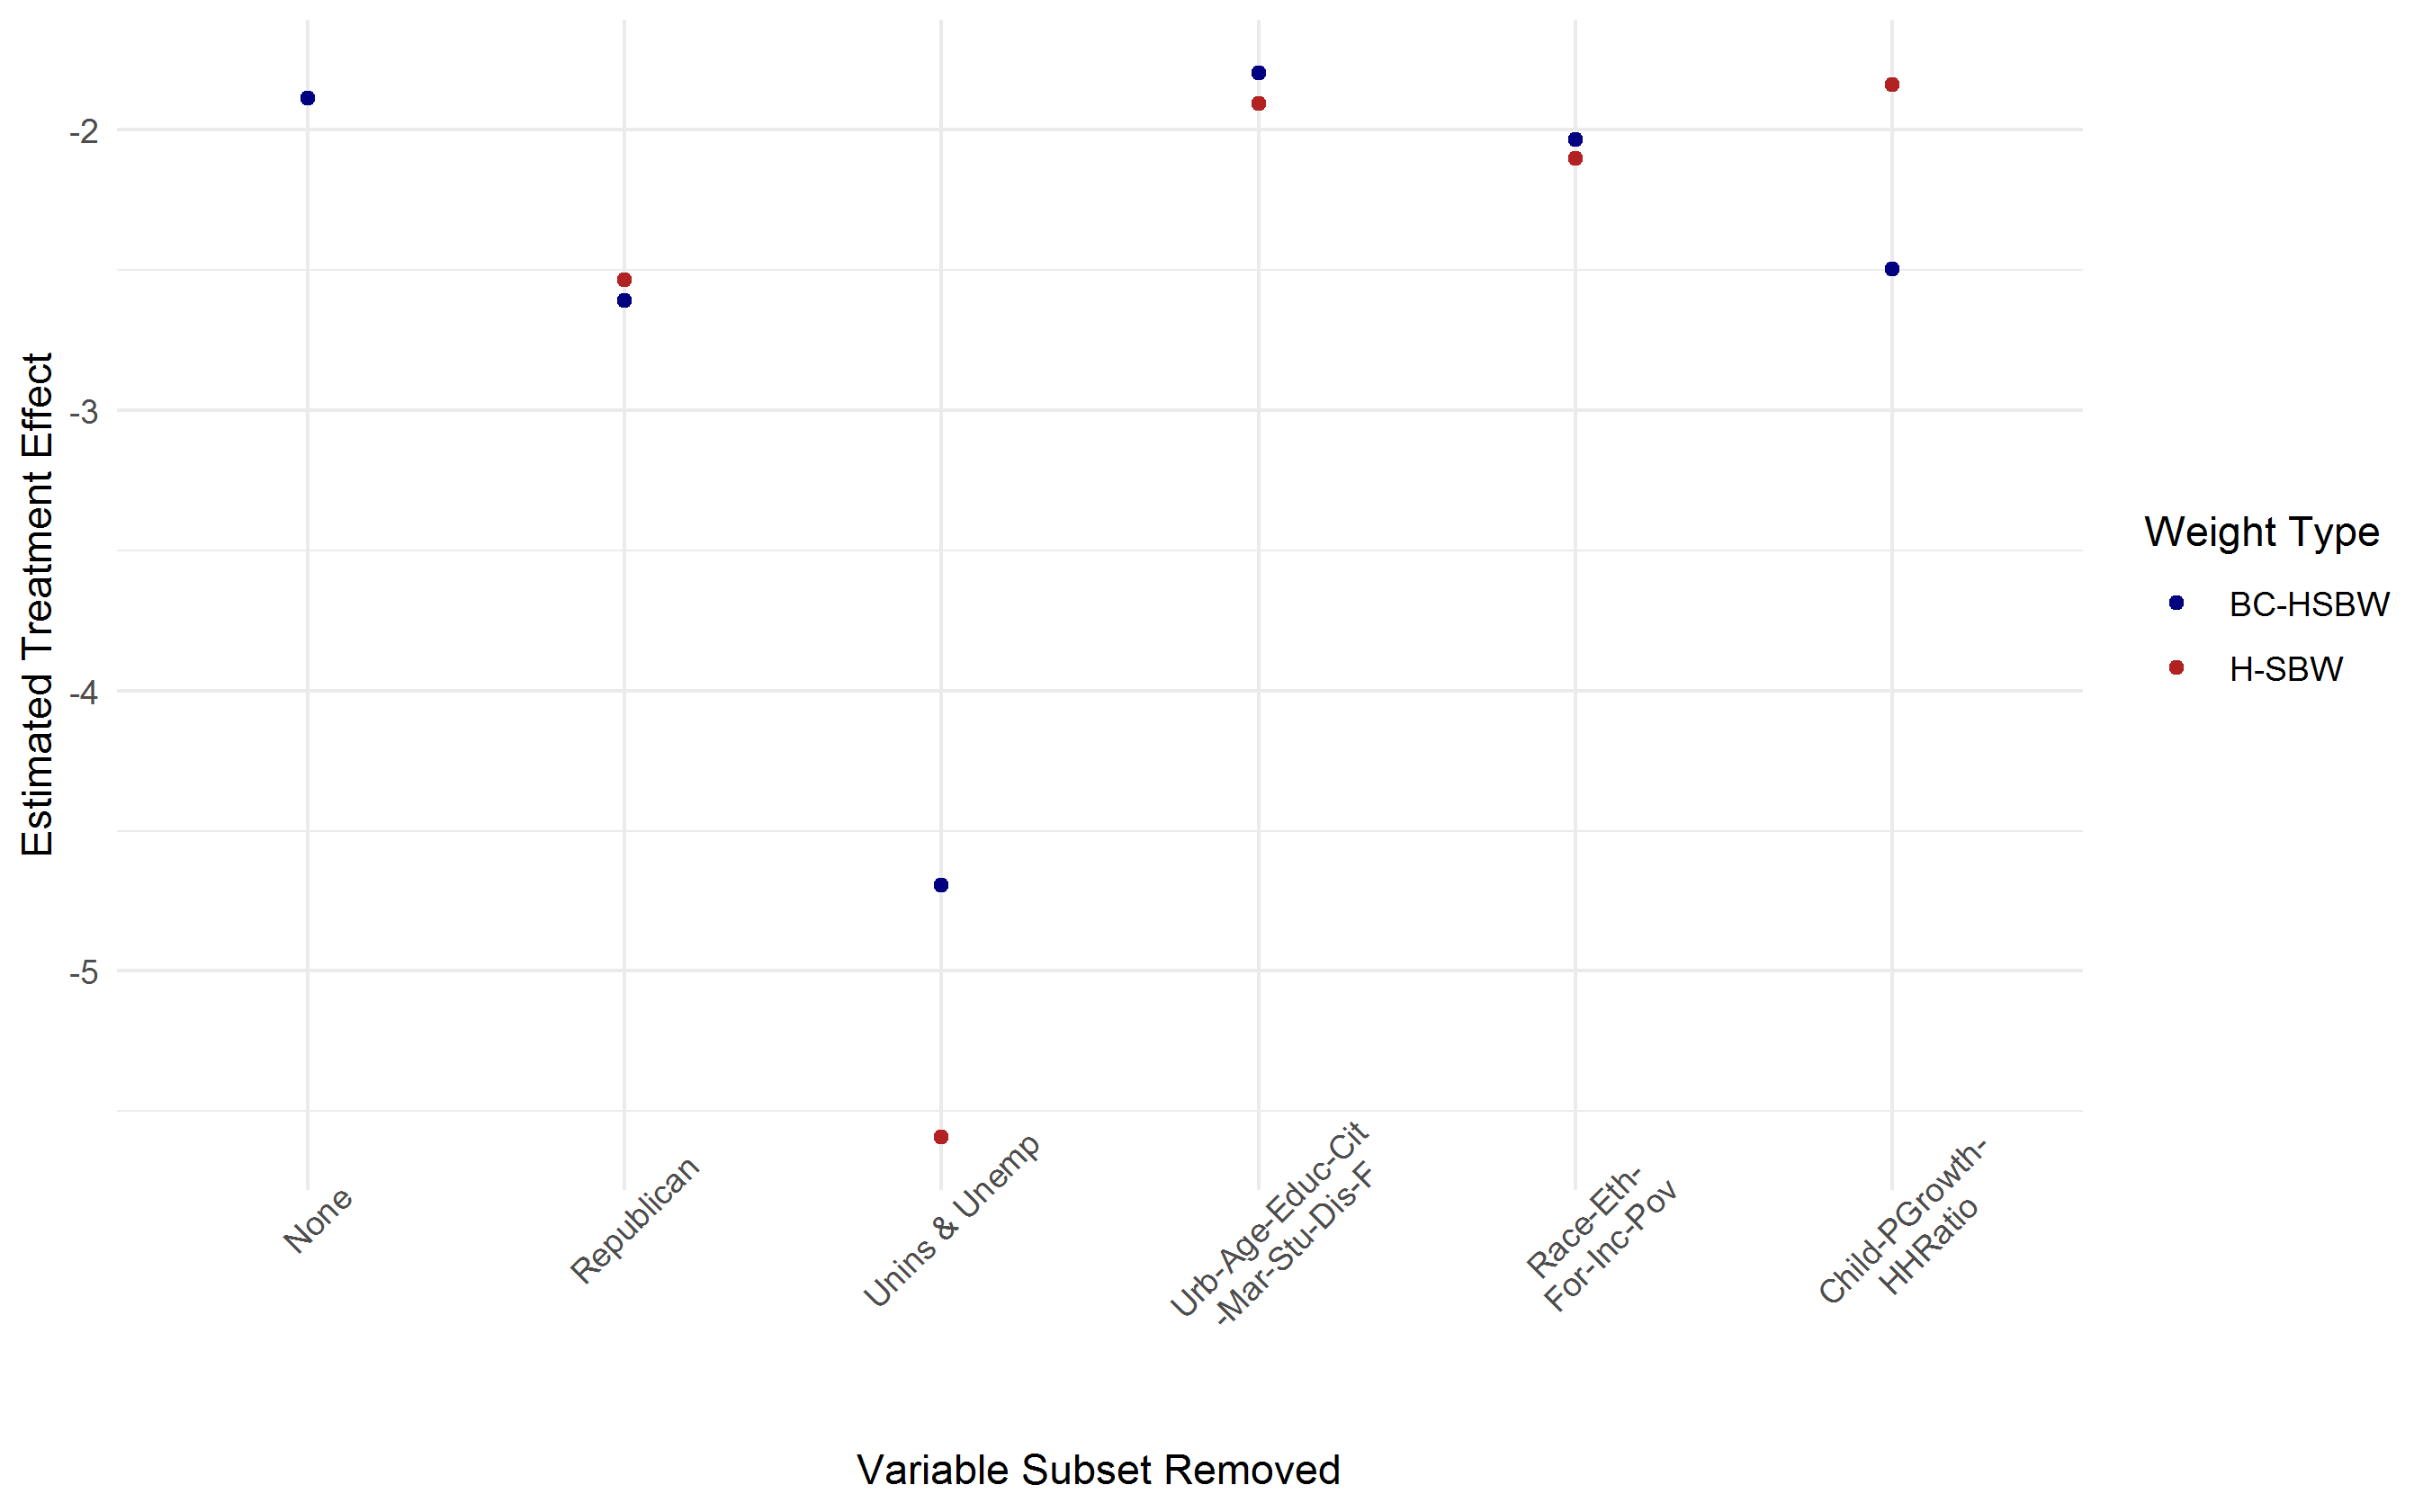 Estimated Treatment Effect
-2
-3
-4
-5
None
Republican
Unins & Unemp
Urb-Age-Educ-Cit
-Mar-Stu-Dis-F
Race-Eth-
For-Inc-Pov
Child-PGrowth-
HHRatio
Variable Subset Removed
Weight Type
BC-HSBW
H-SBW